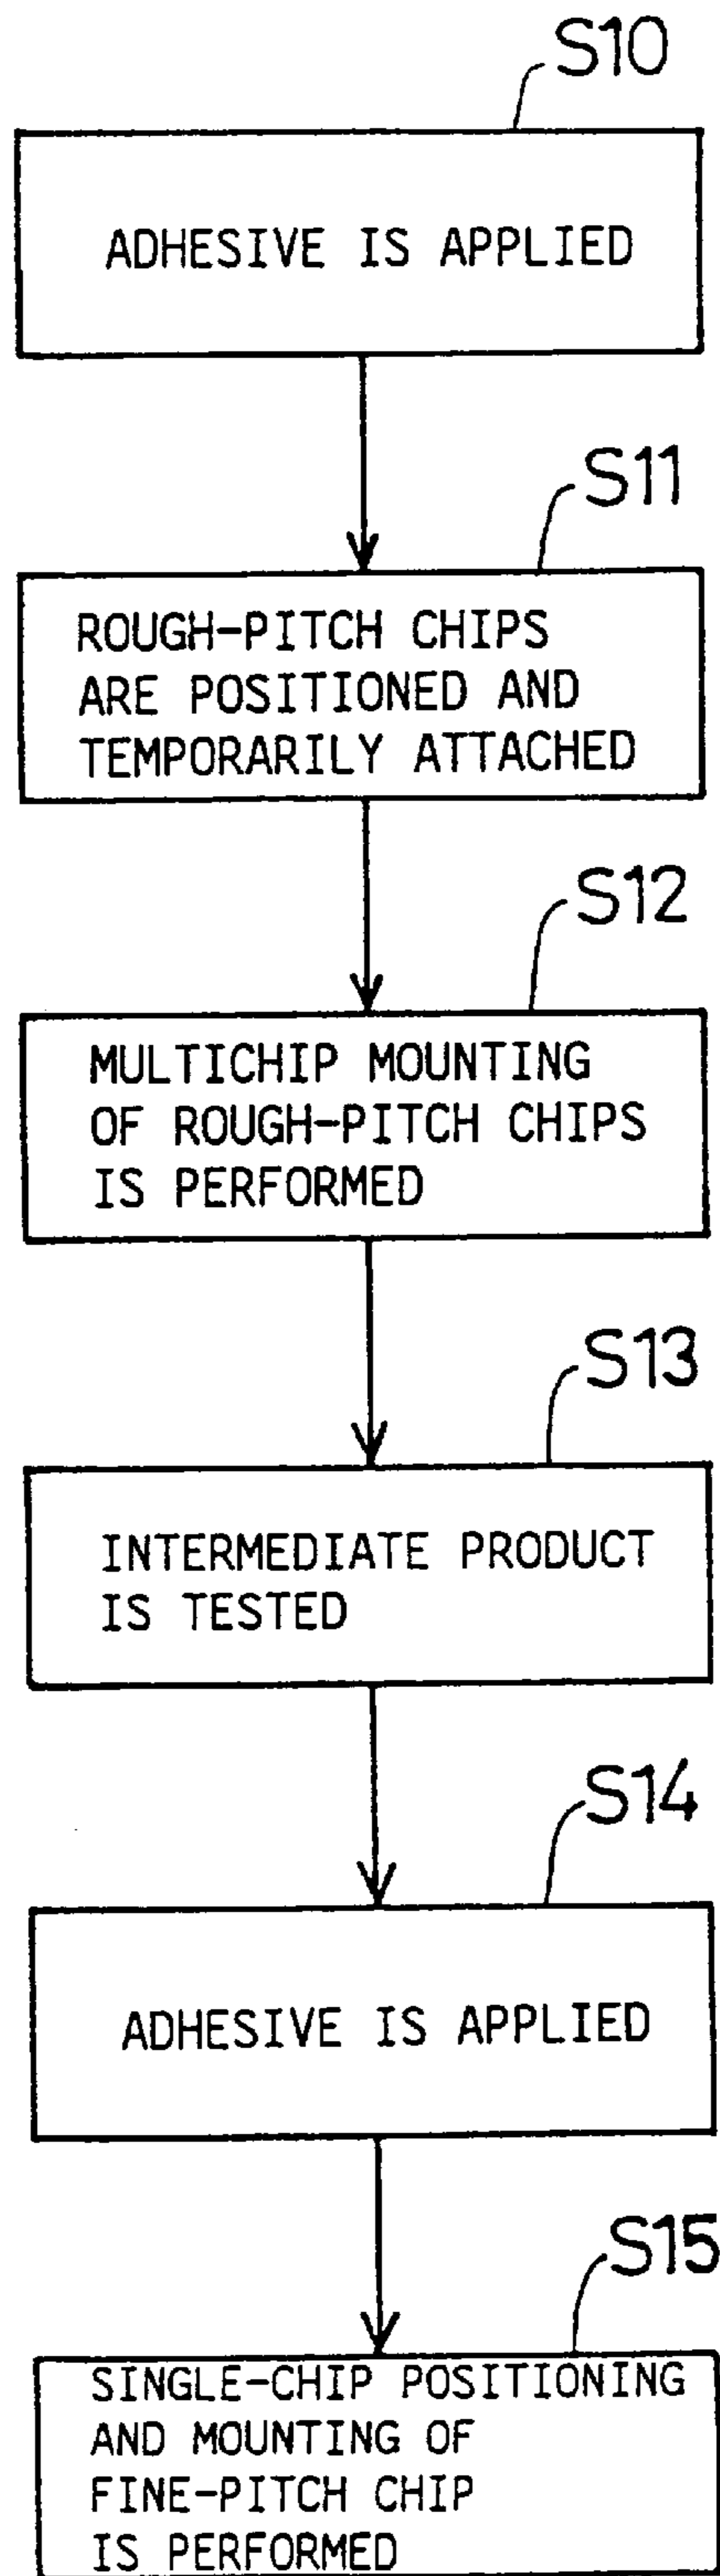 S10
ADHESIVE IS APPLIED
S11
ROUGH-PITCH CHIPS
ARE POSITIONED AND
TEMPORARILY ATTACHED
S12
MULTICHIP MOUNTING
OF ROUGH-PITCH CHIPS
IS PERFORMED
S13
INTERMEDIATE PRODUCT
IS TESTED
S14
ADHESIVE IS APPLIED
S15
SINGLE-CHIP POSITIONING
AND MOUNTING OF
FINE-PITCH CHIP
IS PERFORMED